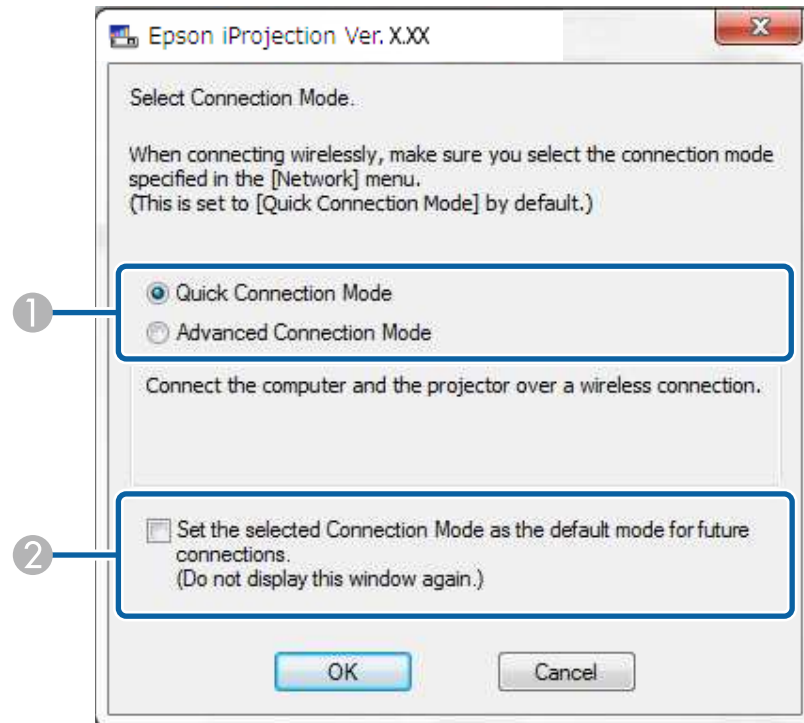 Epson iProjection Ver. X.XX
X
Select Connection Mode.
When connecting wirelessly, make sure you select the connection mode
specified in the [Network] menu.
(This is set to [Quick Connection Mode] by default.)
1
Quick Connection Mode
Advanced Connection Mode
Connect the computer and the projector over a wireless connection.
2
Set the selected Connection Mode as the default mode for future
connections.
(Do not display this window again.)
OK
Cancel